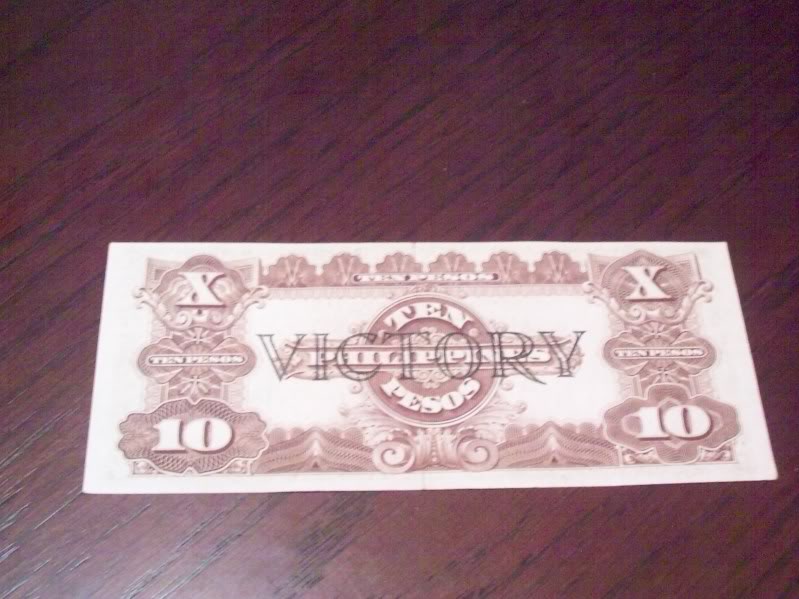 X TEN PESOS X
TEN
TEN PESOS PHILIPPINES TEN PESOS
VICTORY
PESOS
10 10